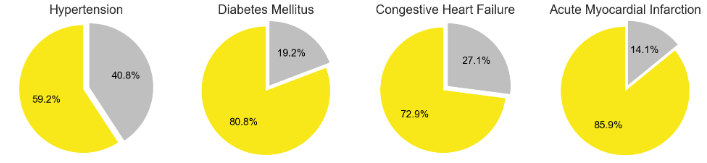 Hypertension Diabetes Mellitus Congestive Heart Failure Acute Myocardial Infarction
40.8% 19.2% 27.1% 14.1%
59.2% 80.8% 72.9% 85.9%